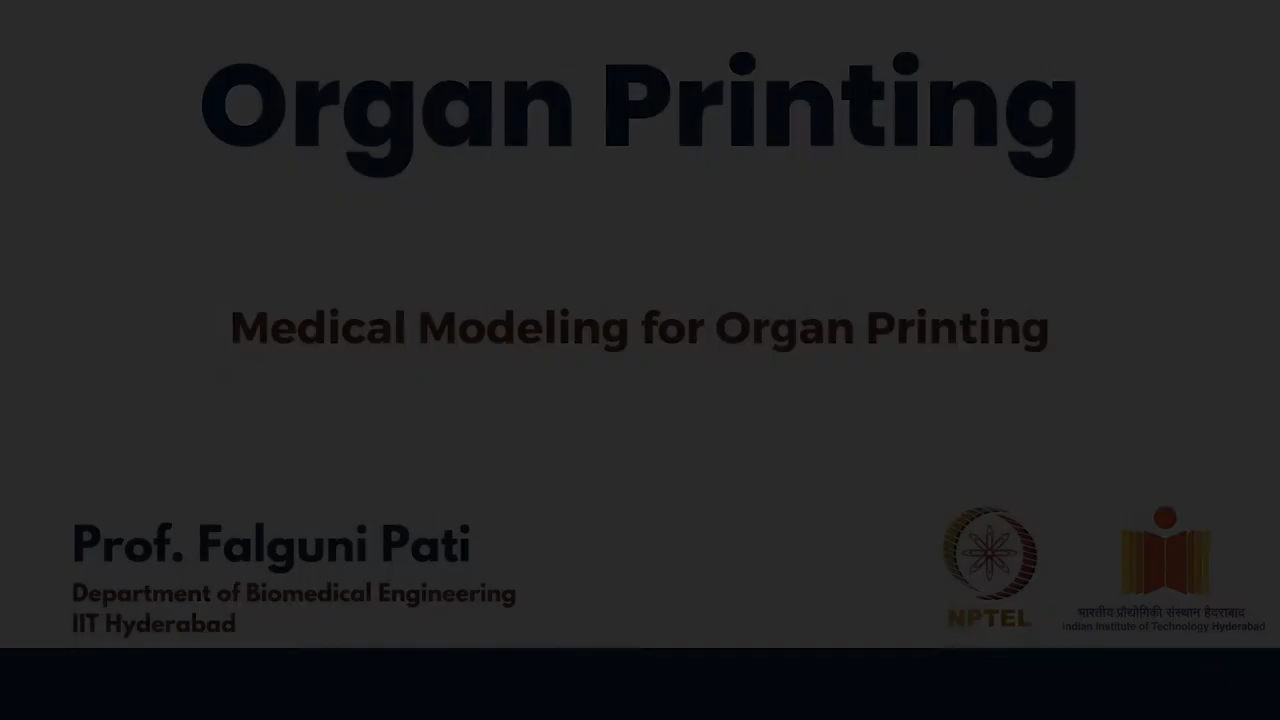 Organ Printing
Medical Modeling for Organ Printing
Prof. Falguni Pati
Department of Biomedical Engineering
IIT Hyderabad
NPTEL
भारतीय प्रौद्योगिकी संस्थान हैदराबाद
Indian Institute of Technology Hyderabad